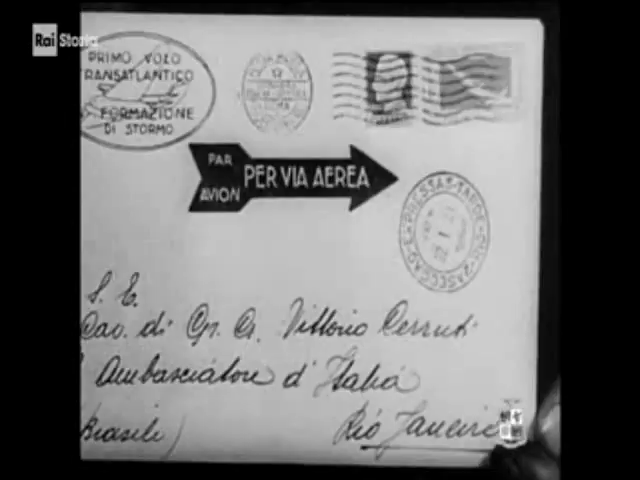 Rai Storia
PRIMO VOLO
TRANSATLANTICO
FORMAZIONE
DI STORMO
PAR
AVION
PER VIA AEREA
S. E.
Cav. di Gr. Cr. Vittorio Cerruti
Ambasciatore d'Italia
Rio Janeiro
(Brasile)